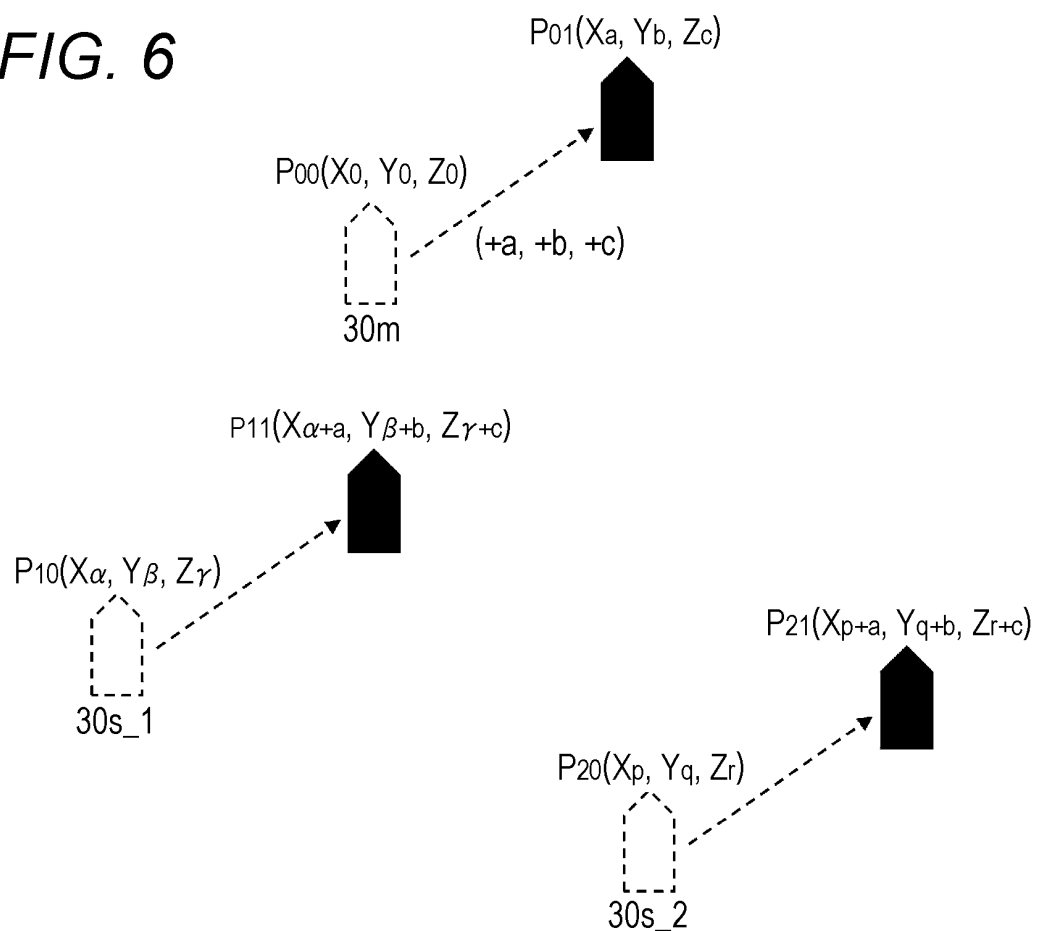 FIG. 6
P01(Xa, Yb, Zc)
P00(X0, Y0, Z0)
(+a, +b, +c)
30m
P11(Xα+a, Yβ+b, Zγ+c)
P10(Xα, Yβ, Zγ)
30s_1
P21(Xp+a, Yq+b, Zr+c)
P20(Xp, Yq, Zr)
30s_2